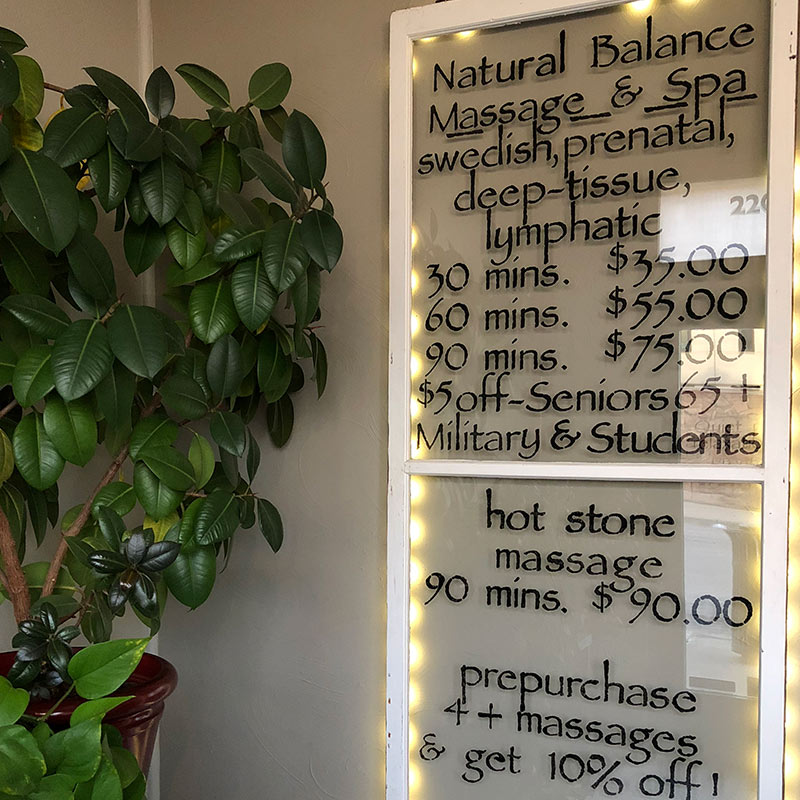 Natural Balance
Massage & Spa
swedish, prenatal,
deep-tissue,
lymphatic
30 mins. $35.00
60 mins. $55.00
90 mins. $75.00
$5 off-Seniors 65 +
Military & Students
hot stone
massage
90 mins. $90.00
prepurchase
4 + massages
& get 10% off!